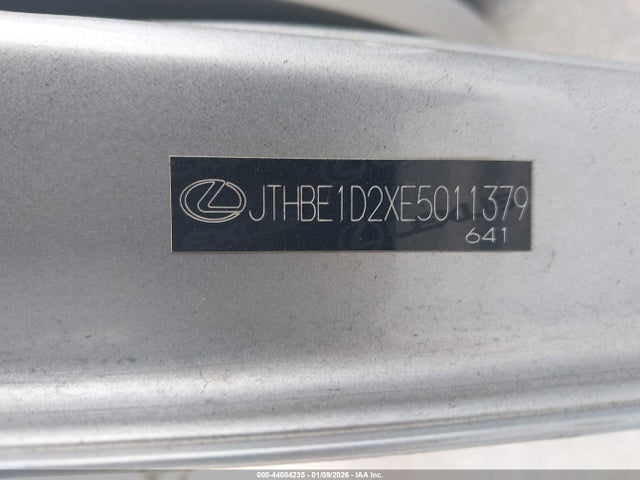 JTHBE1D2XE5011379
641
000-44084235 - 01/09/2026 - IAA Inc.